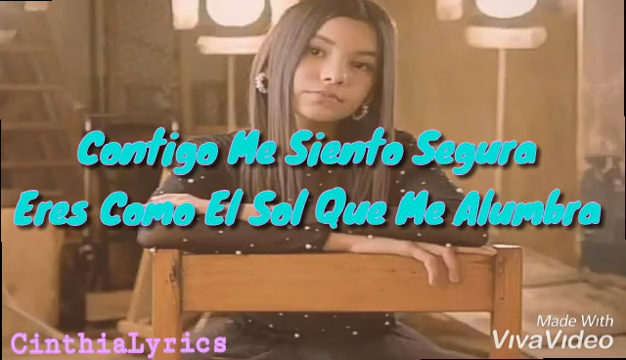 Contigo Me Siento Segura
Eres Como El Sol Que Me Alumbra
CinthiaLyrics
Made With
VivaVideo